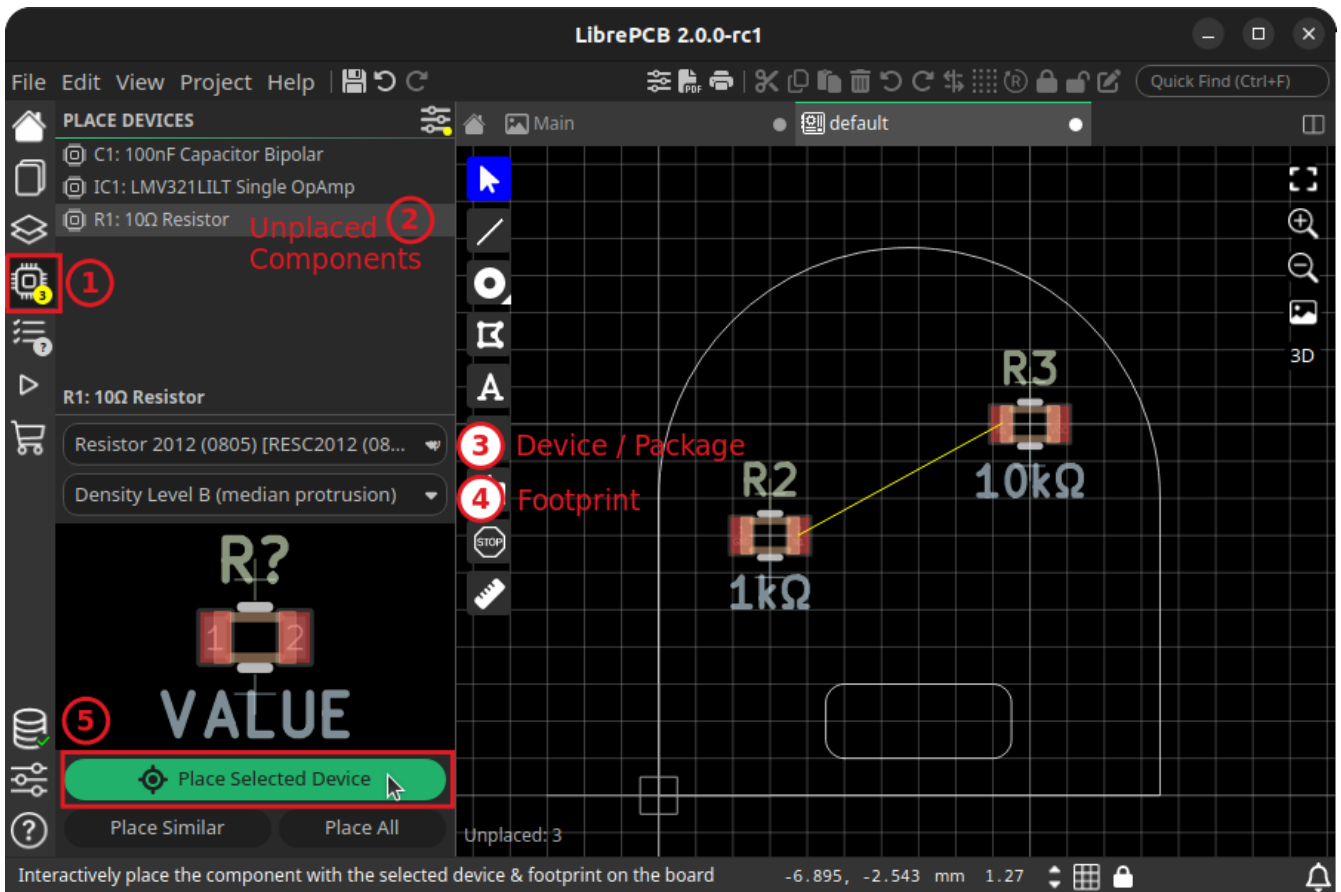 LibrePCB 2.0.0-rc1
File Edit View Project Help
PDF
R
Quick Find (Ctrl+F)
PLACE DEVICES
Main
default
C1: 100nF Capacitor Bipolar
IC1: LMV321LILT Single OpAmp
R1: 10Ω Resistor
Unplaced 2
Components
1
3
?
3D
R1: 10Ω Resistor
Resistor 2012 (0805) [RESC2012 (08...
3 Device / Package
Density Level B (median protrusion)
4 Footprint
A
STOP
R3
10kΩ
R2
1kΩ
R?
1 2
VALUE
5
Place Selected Device
Place Similar
Place All
Unplaced: 3
?
Interactively place the component with the selected device & footprint on the board
-6.895, -2.543 mm 1.27